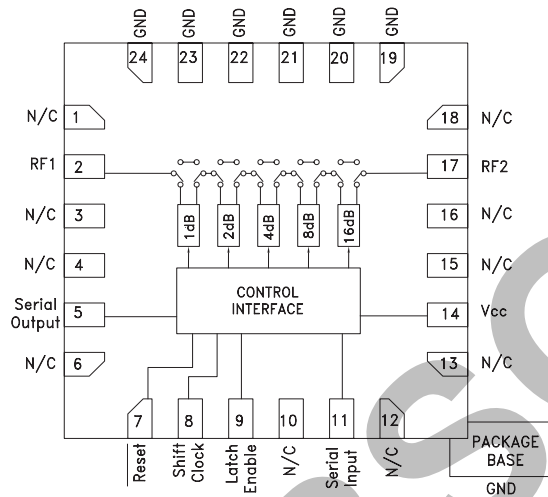 GND GND GND GND GND GND
24 23 22 21 20 19
N/C 1 18 N/C
RF1 2 17 RF2
N/C 3 16 N/C
1dB 2dB 4dB 8dB 16dB
N/C 4 15 N/C
CONTROL
INTERFACE
Serial
Output 5 14 Vcc
N/C 6 13 N/C
7 8 9 10 11 12
Reset
Shift
Clock
Latch
Enable
N/C
Serial
Input
N/C
PACKAGE
BASE
GND